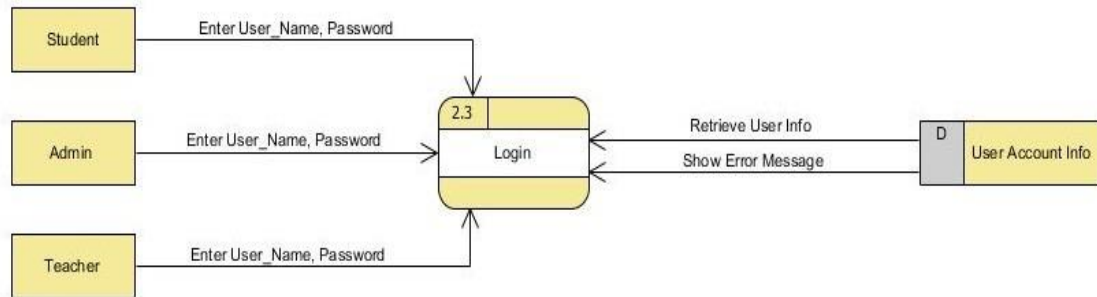 Student
Enter User_Name, Password
2.3
Admin
Enter User_Name, Password
Login
Retrieve User Info
Show Error Message
D
User Account Info
Teacher
Enter User_Name, Password